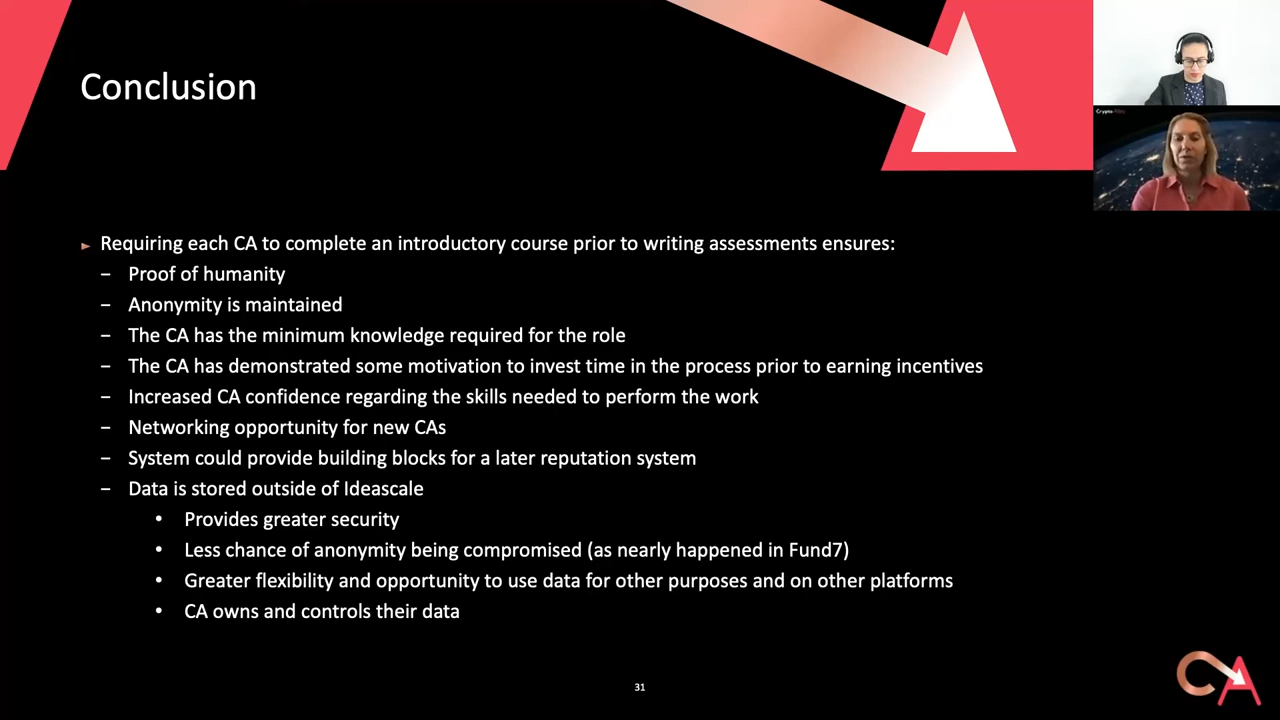 Conclusion
Crypto Alley
► Requiring each CA to complete an introductory course prior to writing assessments ensures:
− Proof of humanity
− Anonymity is maintained
− The CA has the minimum knowledge required for the role
− The CA has demonstrated some motivation to invest time in the process prior to earning incentives
− Increased CA confidence regarding the skills needed to perform the work
− Networking opportunity for new CAs
− System could provide building blocks for a later reputation system
− Data is stored outside of Ideascale
• Provides greater security
• Less chance of anonymity being compromised (as nearly happened in Fund7)
• Greater flexibility and opportunity to use data for other purposes and on other platforms
• CA owns and controls their data
31
CA